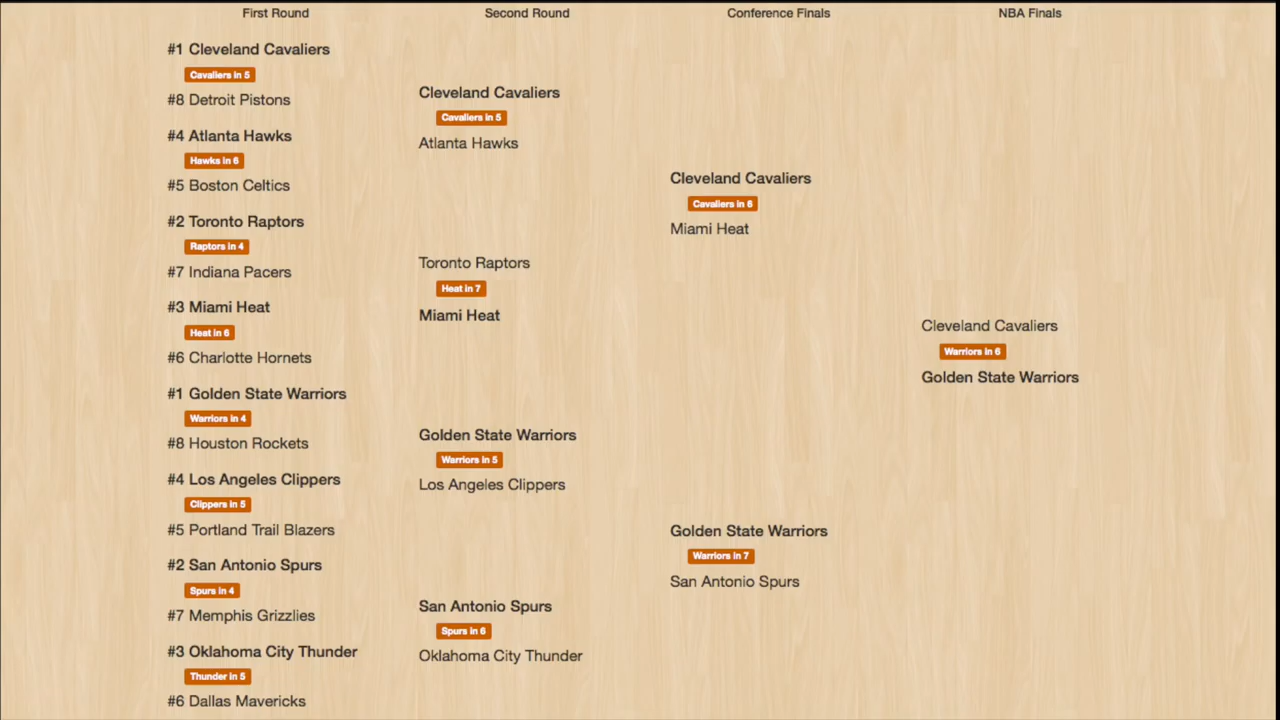 First Round
Second Round
Conference Finals
NBA Finals
#1 Cleveland Cavaliers
Cavaliers in 5
#8 Detroit Pistons
#4 Atlanta Hawks
Hawks in 6
#5 Boston Celtics
#2 Toronto Raptors
Raptors in 4
#7 Indiana Pacers
#3 Miami Heat
Heat in 6
#6 Charlotte Hornets
#1 Golden State Warriors
Warriors in 4
#8 Houston Rockets
#4 Los Angeles Clippers
Clippers in 5
#5 Portland Trail Blazers
#2 San Antonio Spurs
Spurs in 4
#7 Memphis Grizzlies
#3 Oklahoma City Thunder
Thunder in 5
#6 Dallas Mavericks
Cleveland Cavaliers
Cavaliers in 5
Atlanta Hawks
Toronto Raptors
Heat in 7
Miami Heat
Golden State Warriors
Warriors in 5
Los Angeles Clippers
San Antonio Spurs
Spurs in 6
Oklahoma City Thunder
Cleveland Cavaliers
Cavaliers in 6
Miami Heat
Golden State Warriors
Warriors in 7
San Antonio Spurs
Cleveland Cavaliers
Warriors in 6
Golden State Warriors